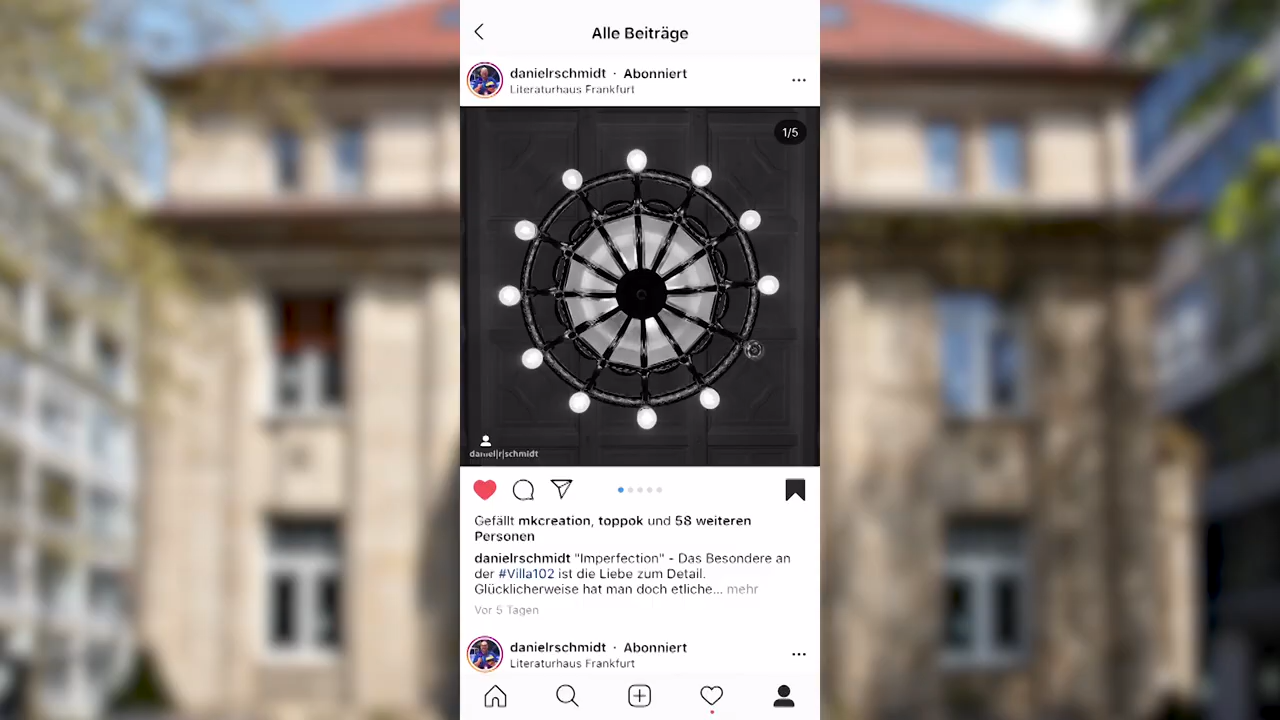 Alle Beiträge
danielrschmidt · Abonniert
Literaturhaus Frankfurt
1/5
daniel|r|schmidt
Gefällt mkcreation, toppok und 58 weiteren
Personen
danielrschmidt "Imperfection" - Das Besondere an
der #Villa102 ist die Liebe zum Detail.
Glücklicherweise hat man doch etliche... mehr
Vor 5 Tagen
danielrschmidt · Abonniert
Literaturhaus Frankfurt